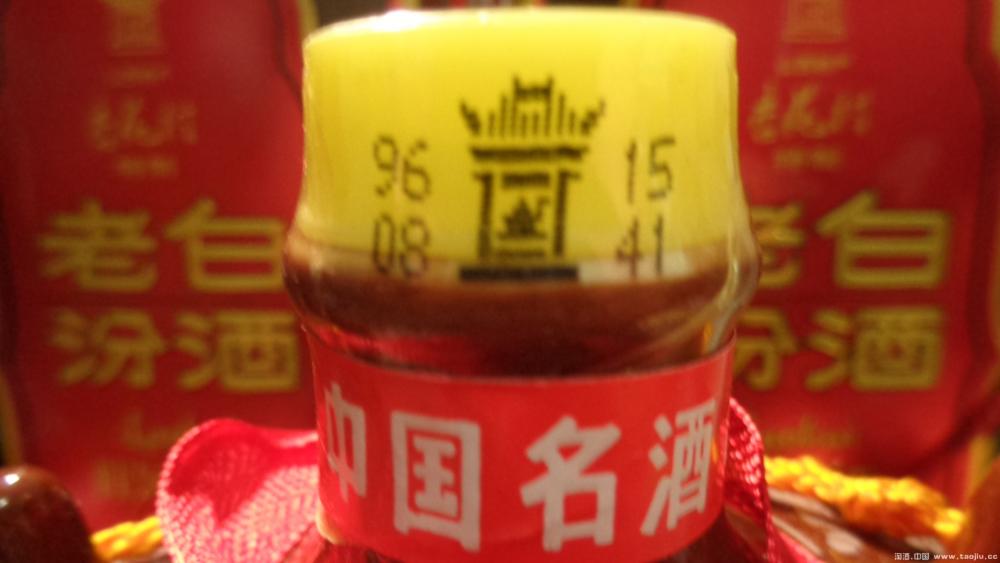 96 15
08 41
中国名酒
老白
汾酒
老白
汾酒
淘酒.中国 www.taojiu.cc